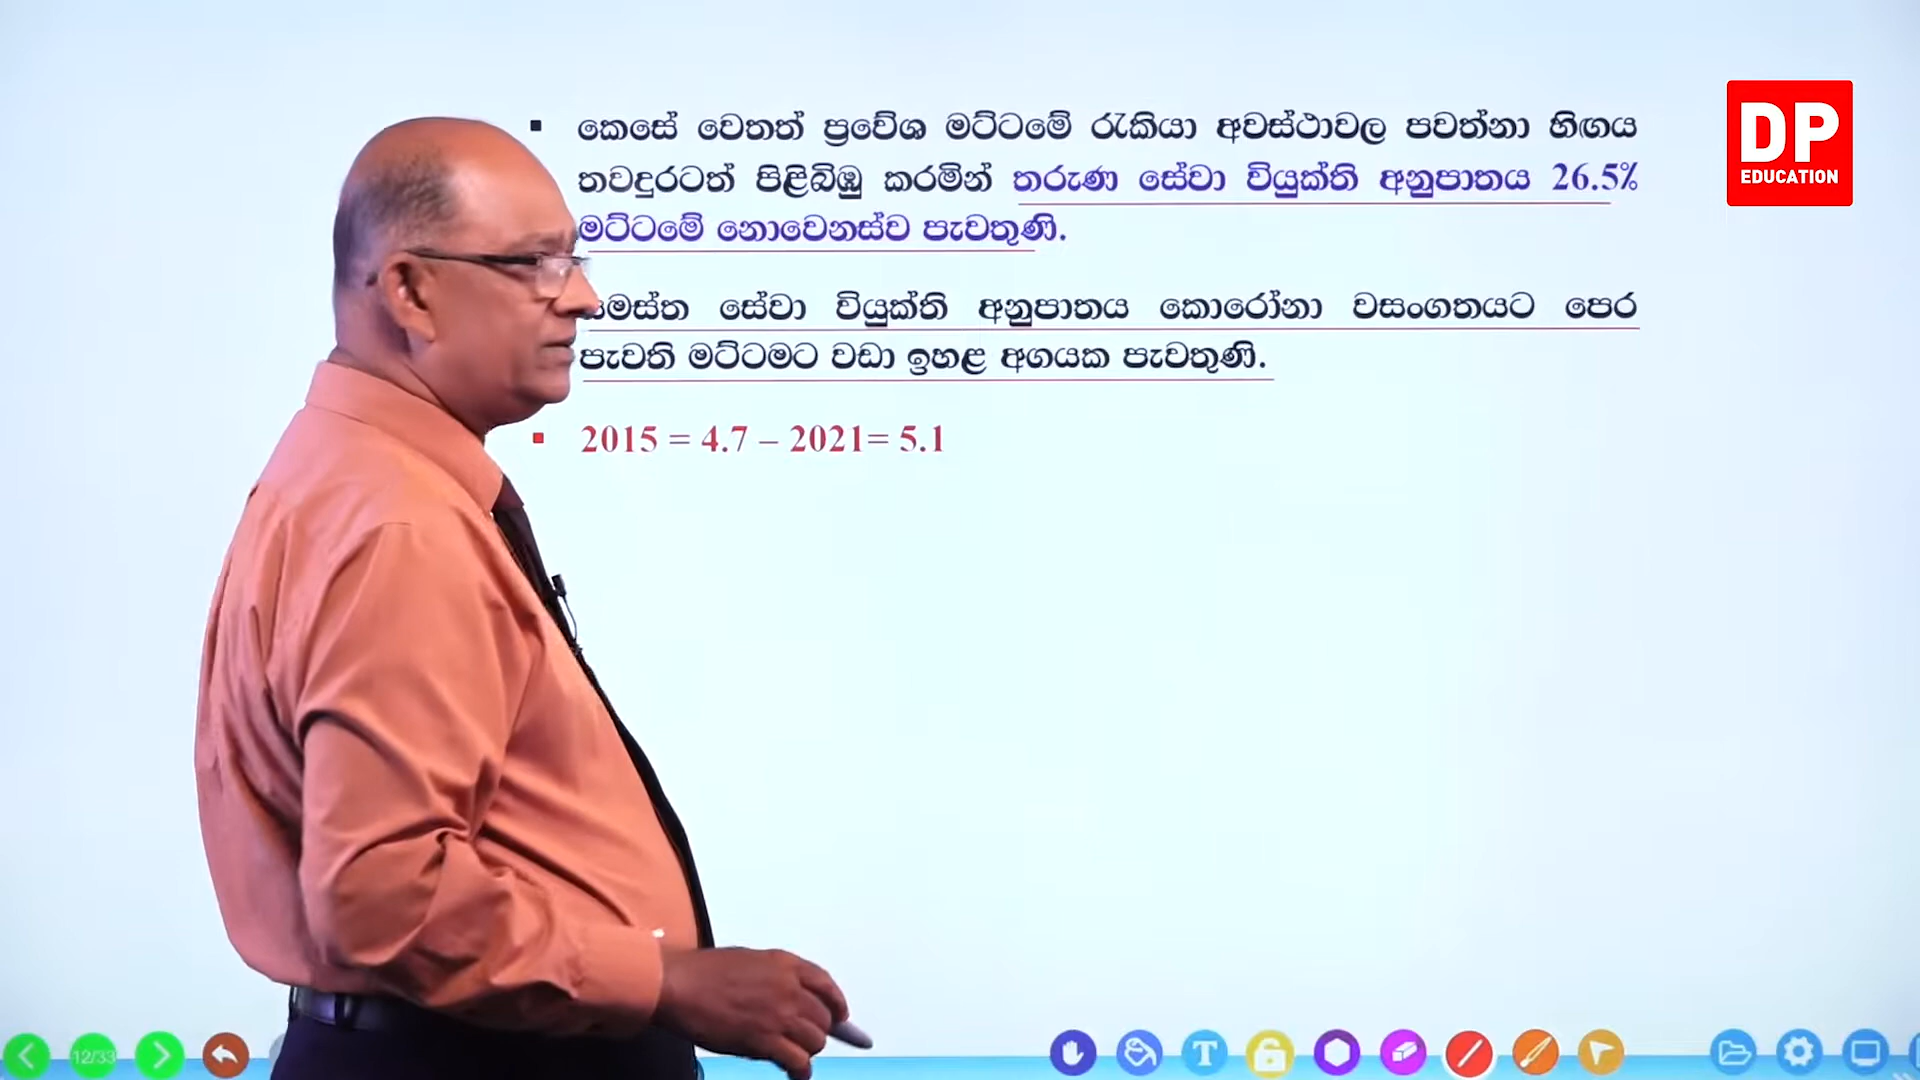 ▪ කෙසේ වෙතත් ප්‍රවේශ මට්ටමේ රැකියා අවස්ථාවල පවත්නා හිඟය
තවදුරටත් පිළිබිඹු කරමින් තරුණ සේවා වියුක්ති අනුපාතය 26.5%
මට්ටමේ නොවෙනස්ව පැවතුණි.
සමස්ත සේවා වියුක්ති අනුපාතය කොරෝනා වසංගතයට පෙර
පැවති මට්ටමට වඩා ඉහළ අගයක පැවතුණි.
▪ 2015 = 4.7 – 2021= 5.1
DP
EDUCATION
12/33
T